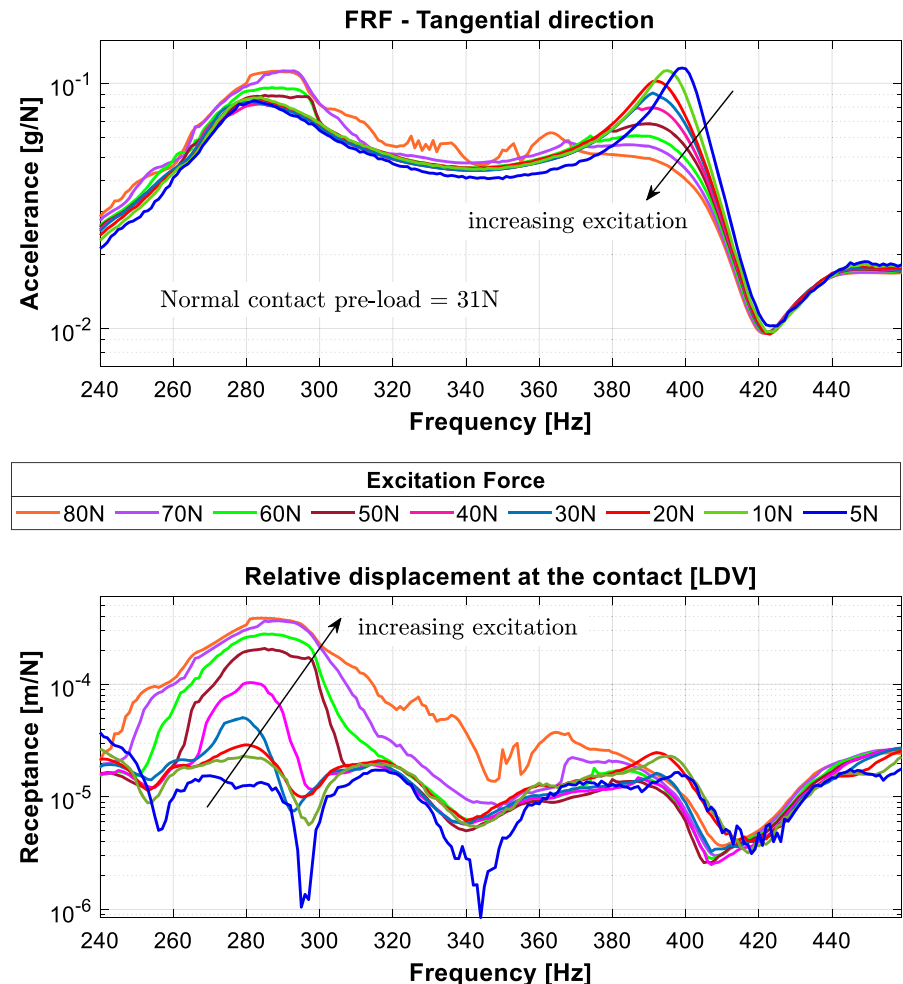 FRF - Tangential direction
Accelerance [g/N]
10-1
10-2
increasing excitation
Normal contact pre-load = 31N
240 260 280 300 320 340 360 380 400 420 440
Frequency [Hz]
Excitation Force
80N 70N 60N 50N 40N 30N 20N 10N 5N
Relative displacement at the contact [LDV]
Receptance [m/N]
increasing excitation
10-4
10-5
10-6
240 260 280 300 320 340 360 380 400 420 440
Frequency [Hz]